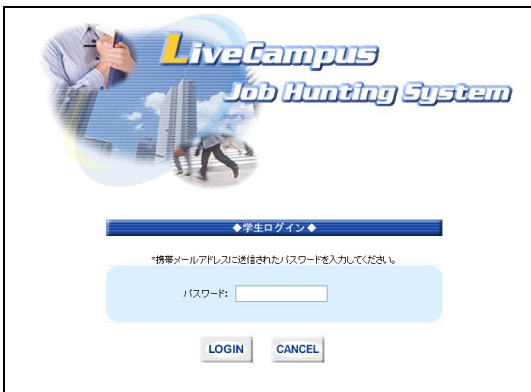 LiveCampus
Job Hunting System
◆学生ログイン◆
*携帯メールアドレスに送信されたパスワードを入力してください。
パスワード:
LOGIN CANCEL